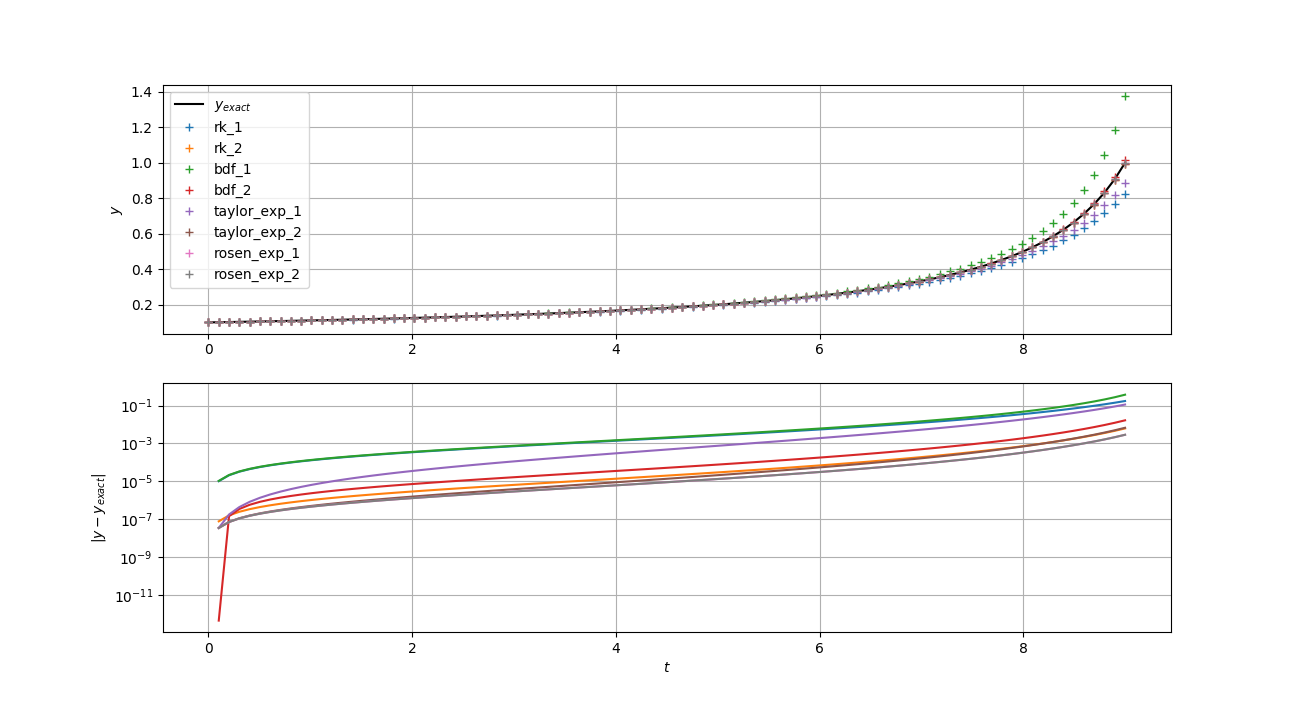 1.4
1.2
1.0
0.8
0.6
0.4
0.2
y
y_exact
rk_1
rk_2
bdf_1
bdf_2
taylor_exp_1
taylor_exp_2
rosen_exp_1
rosen_exp_2
0 2 4 6 8
10⁻¹
10⁻³
10⁻⁵
10⁻⁷
10⁻⁹
10⁻¹¹
|y − y_exact|
0 2 4 6 8
t